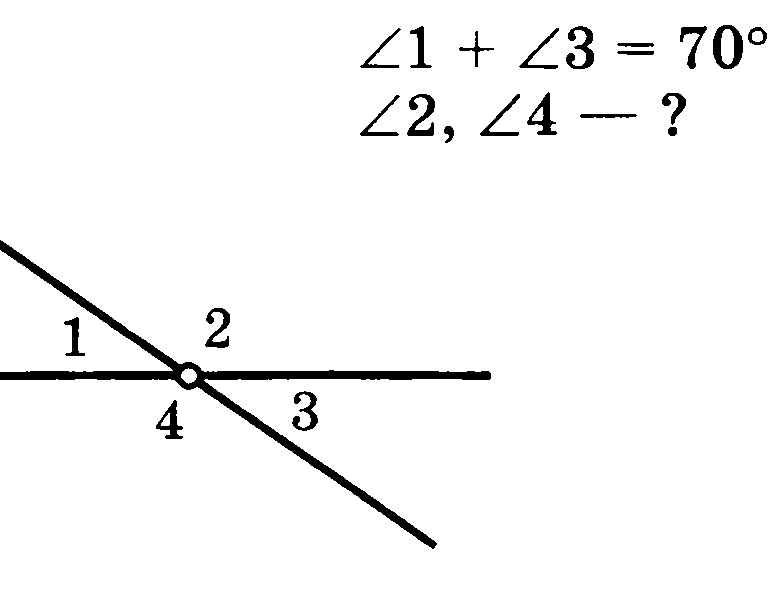 ∠1 + ∠3 = 70°
∠2, ∠4 — ?
1 2
4 3